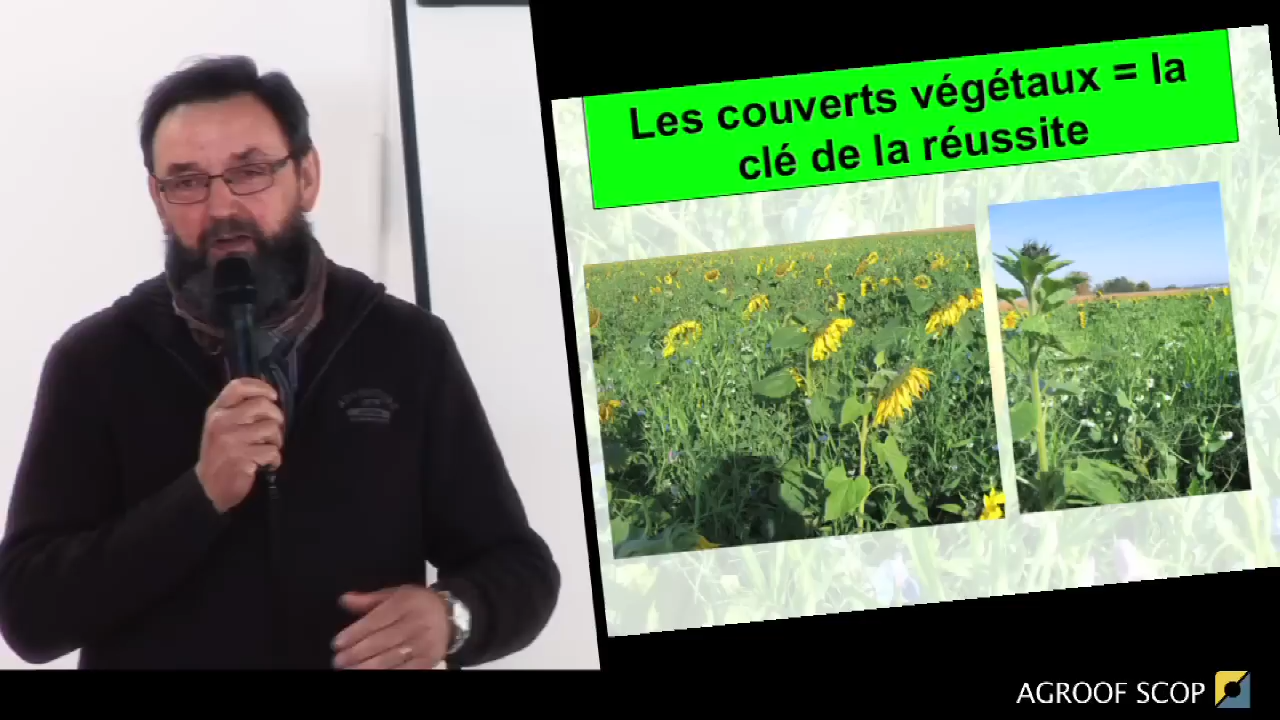 Les couverts végétaux = la
clé de la réussite
AGROOF SCOP